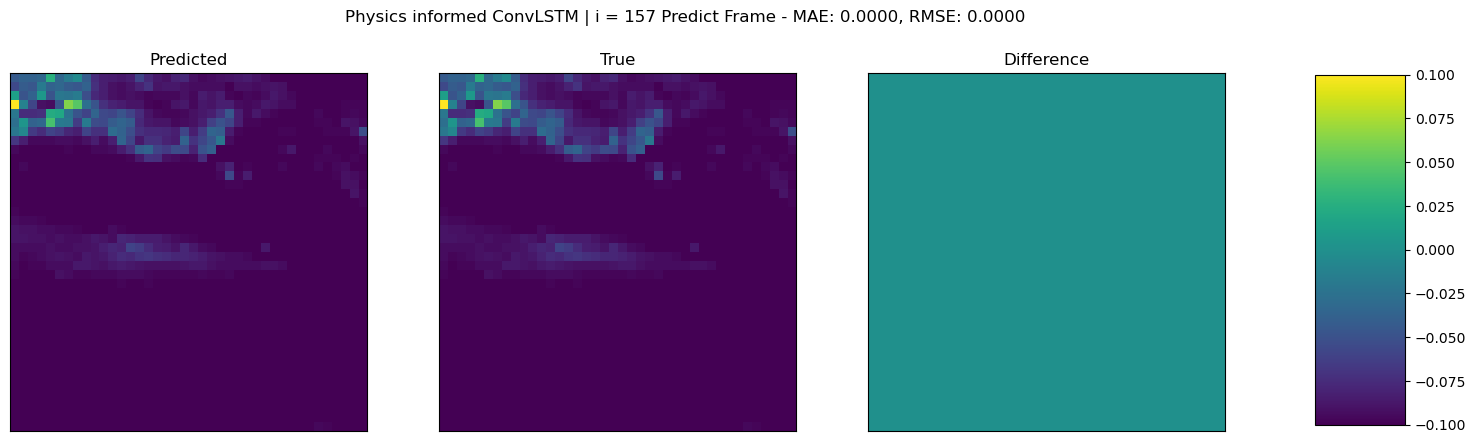 Physics informed ConvLSTM | i = 157 Predict Frame - MAE: 0.0000, RMSE: 0.0000
Predicted
True
Difference
0.100
0.075
0.050
0.025
0.000
−0.025
−0.050
−0.075
−0.100